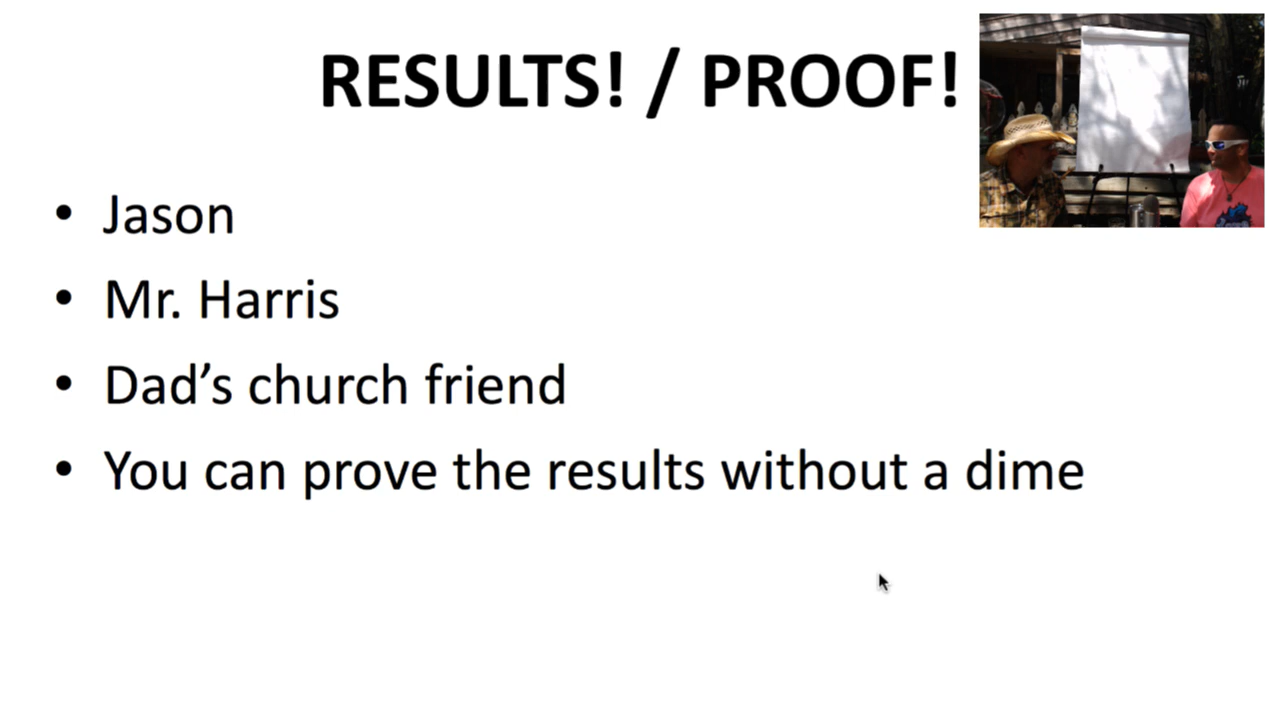 RESULTS! / PROOF!
• Jason
• Mr. Harris
• Dad’s church friend
• You can prove the results without a dime